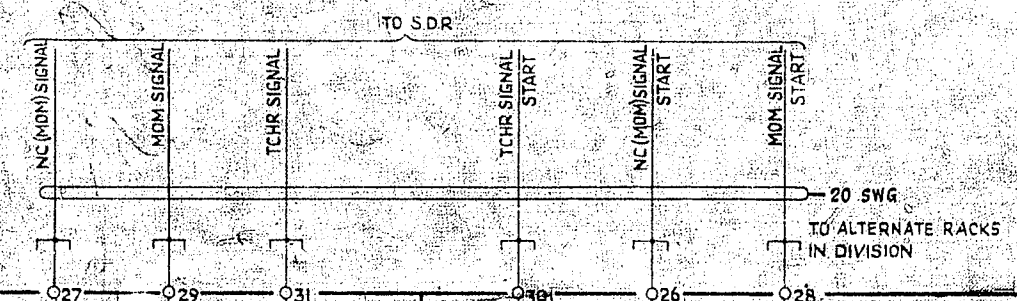 TO S.D.R
NC (MOM) SIGNAL
MOM SIGNAL
TCHR SIGNAL
TCHR SIGNAL
START
NC (MOM) SIGNAL
START
MOM SIGNAL
START
20 SWG
TO ALTERNATE RACKS
IN DIVISION
27
29
31
26
28